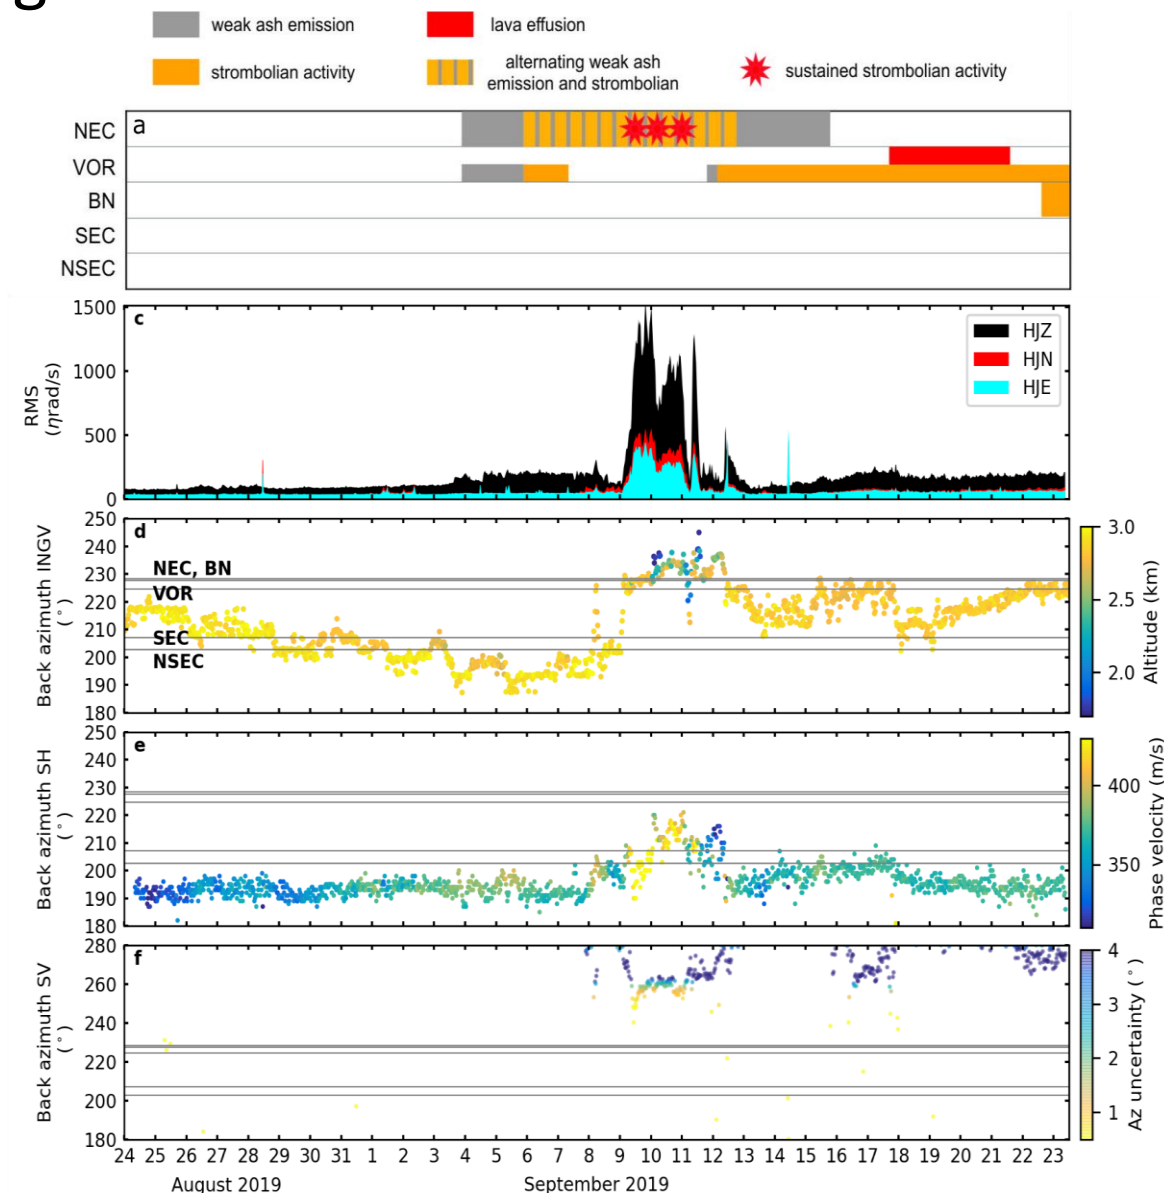 weak ash emission
lava effusion
strombolian activity
alternating weak ash
emission and strombolian
sustained strombolian activity
a
NEC
VOR
BN
SEC
NSEC
c
1500
1000
500
0
RMS
(ηrad/s)
HJZ
HJN
HJE
d
250
240
230
220
210
200
190
180
Back azimuth INGV
(°)
NEC, BN
VOR
SEC
NSEC
3.0
2.5
2.0
Altitude (km)
e
250
240
230
220
210
200
190
180
Back azimuth SH
(°)
400
350
Phase velocity (m/s)
f
280
260
240
220
200
180
Back azimuth SV
(°)
4
3
2
1
Az uncertainty (°)
24 25 26 27 28 29 30 31 1 2 3 4 5 6 7 8 9 10 11 12 13 14 15 16 17 18 19 20 21 22 23
August 2019 September 2019